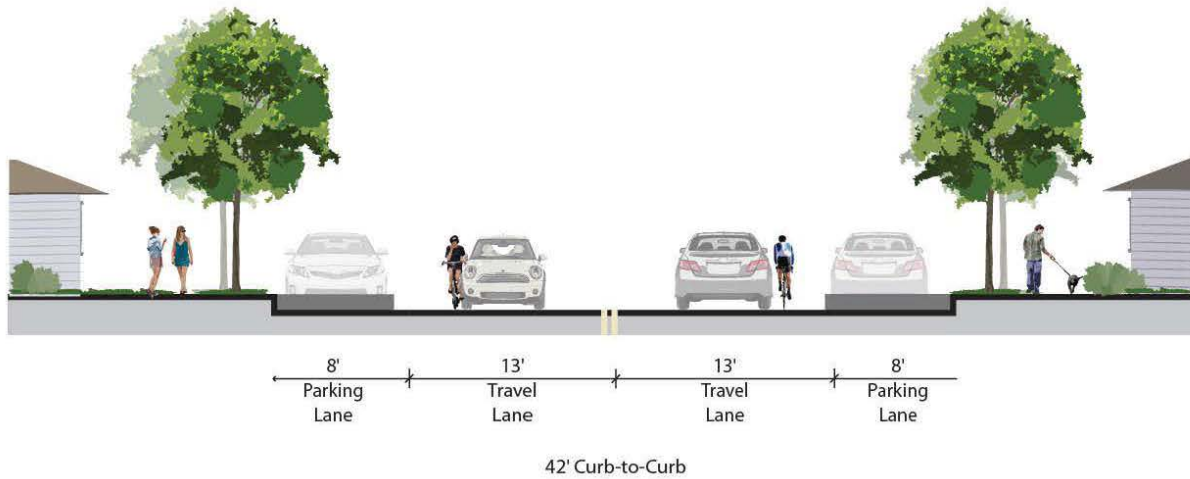 8' 13' 13' 8'
Parking Travel Travel Parking
Lane Lane Lane Lane
42' Curb-to-Curb